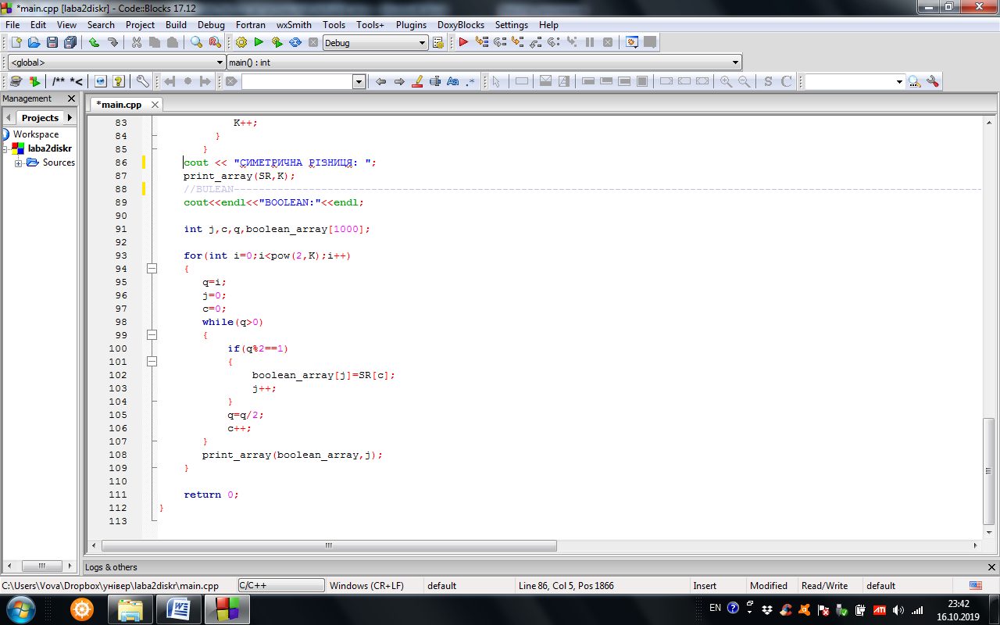 *main.cpp [laba2diskr] - Code::Blocks 17.12
File Edit View Search Project Build Debug Fortran wxSmith Tools Tools+ Plugins DoxyBlocks Settings Help
Debug
<global> main() : int
/** *<
Management
*main.cpp
Projects
Workspace
laba2diskr
Sources
83 K++;
84 }
85 }
86 cout << "СИМЕТРИЧНА РІЗНИЦЯ: ";
87 print_array(SR,K);
88 //BULEAN------------------------------------------------------------------------------------------------------------------------
89 cout<<endl<<"BOOLEAN:"<<endl;
90
91 int j,c,q,boolean_array[1000];
92
93 for(int i=0;i<pow(2,K);i++)
94 {
95 q=i;
96 j=0;
97 c=0;
98 while(q>0)
99 {
100 if(q%2==1)
101 {
102 boolean_array[j]=SR[c];
103 j++;
104 }
105 q=q/2;
106 c++;
107 }
108 print_array(boolean_array,j);
109 }
110
111 return 0;
112 }
113
Logs & others
C:\Users\Vova\Dropbox\універ\laba2diskr\main.cpp C/C++ Windows (CR+LF) default Line 86, Col 5, Pos 1866 Insert Modified Read/Write default
EN
23:42
16.10.2019